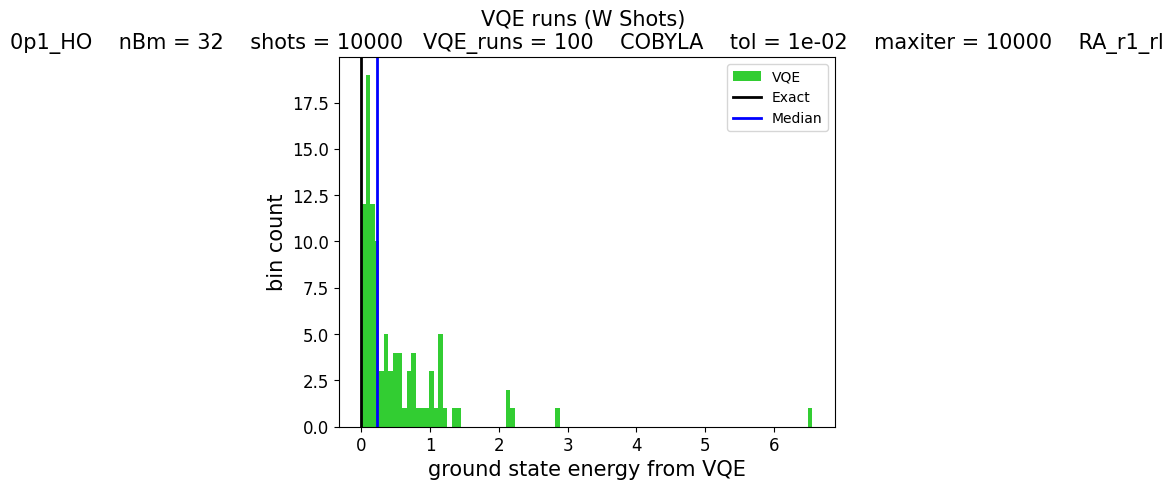 VQE runs (W Shots)
0p1_HO nBm = 32 shots = 10000 VQE_runs = 100 COBYLA tol = 1e-02 maxiter = 10000 RA_r1_rl
VQE
Exact
Median
17.5
15.0
12.5
10.0
7.5
5.0
2.5
0.0
bin count
0 1 2 3 4 5 6
ground state energy from VQE